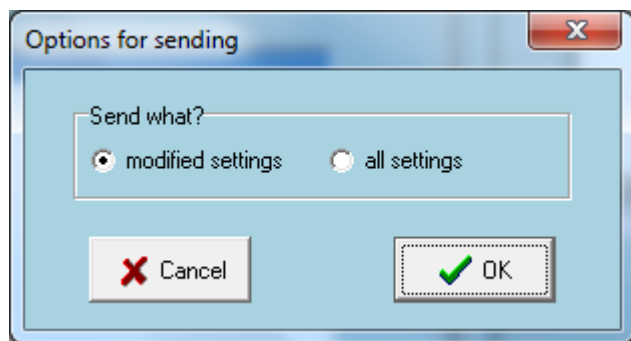 Options for sending
Send what?
modified settings all settings
Cancel OK